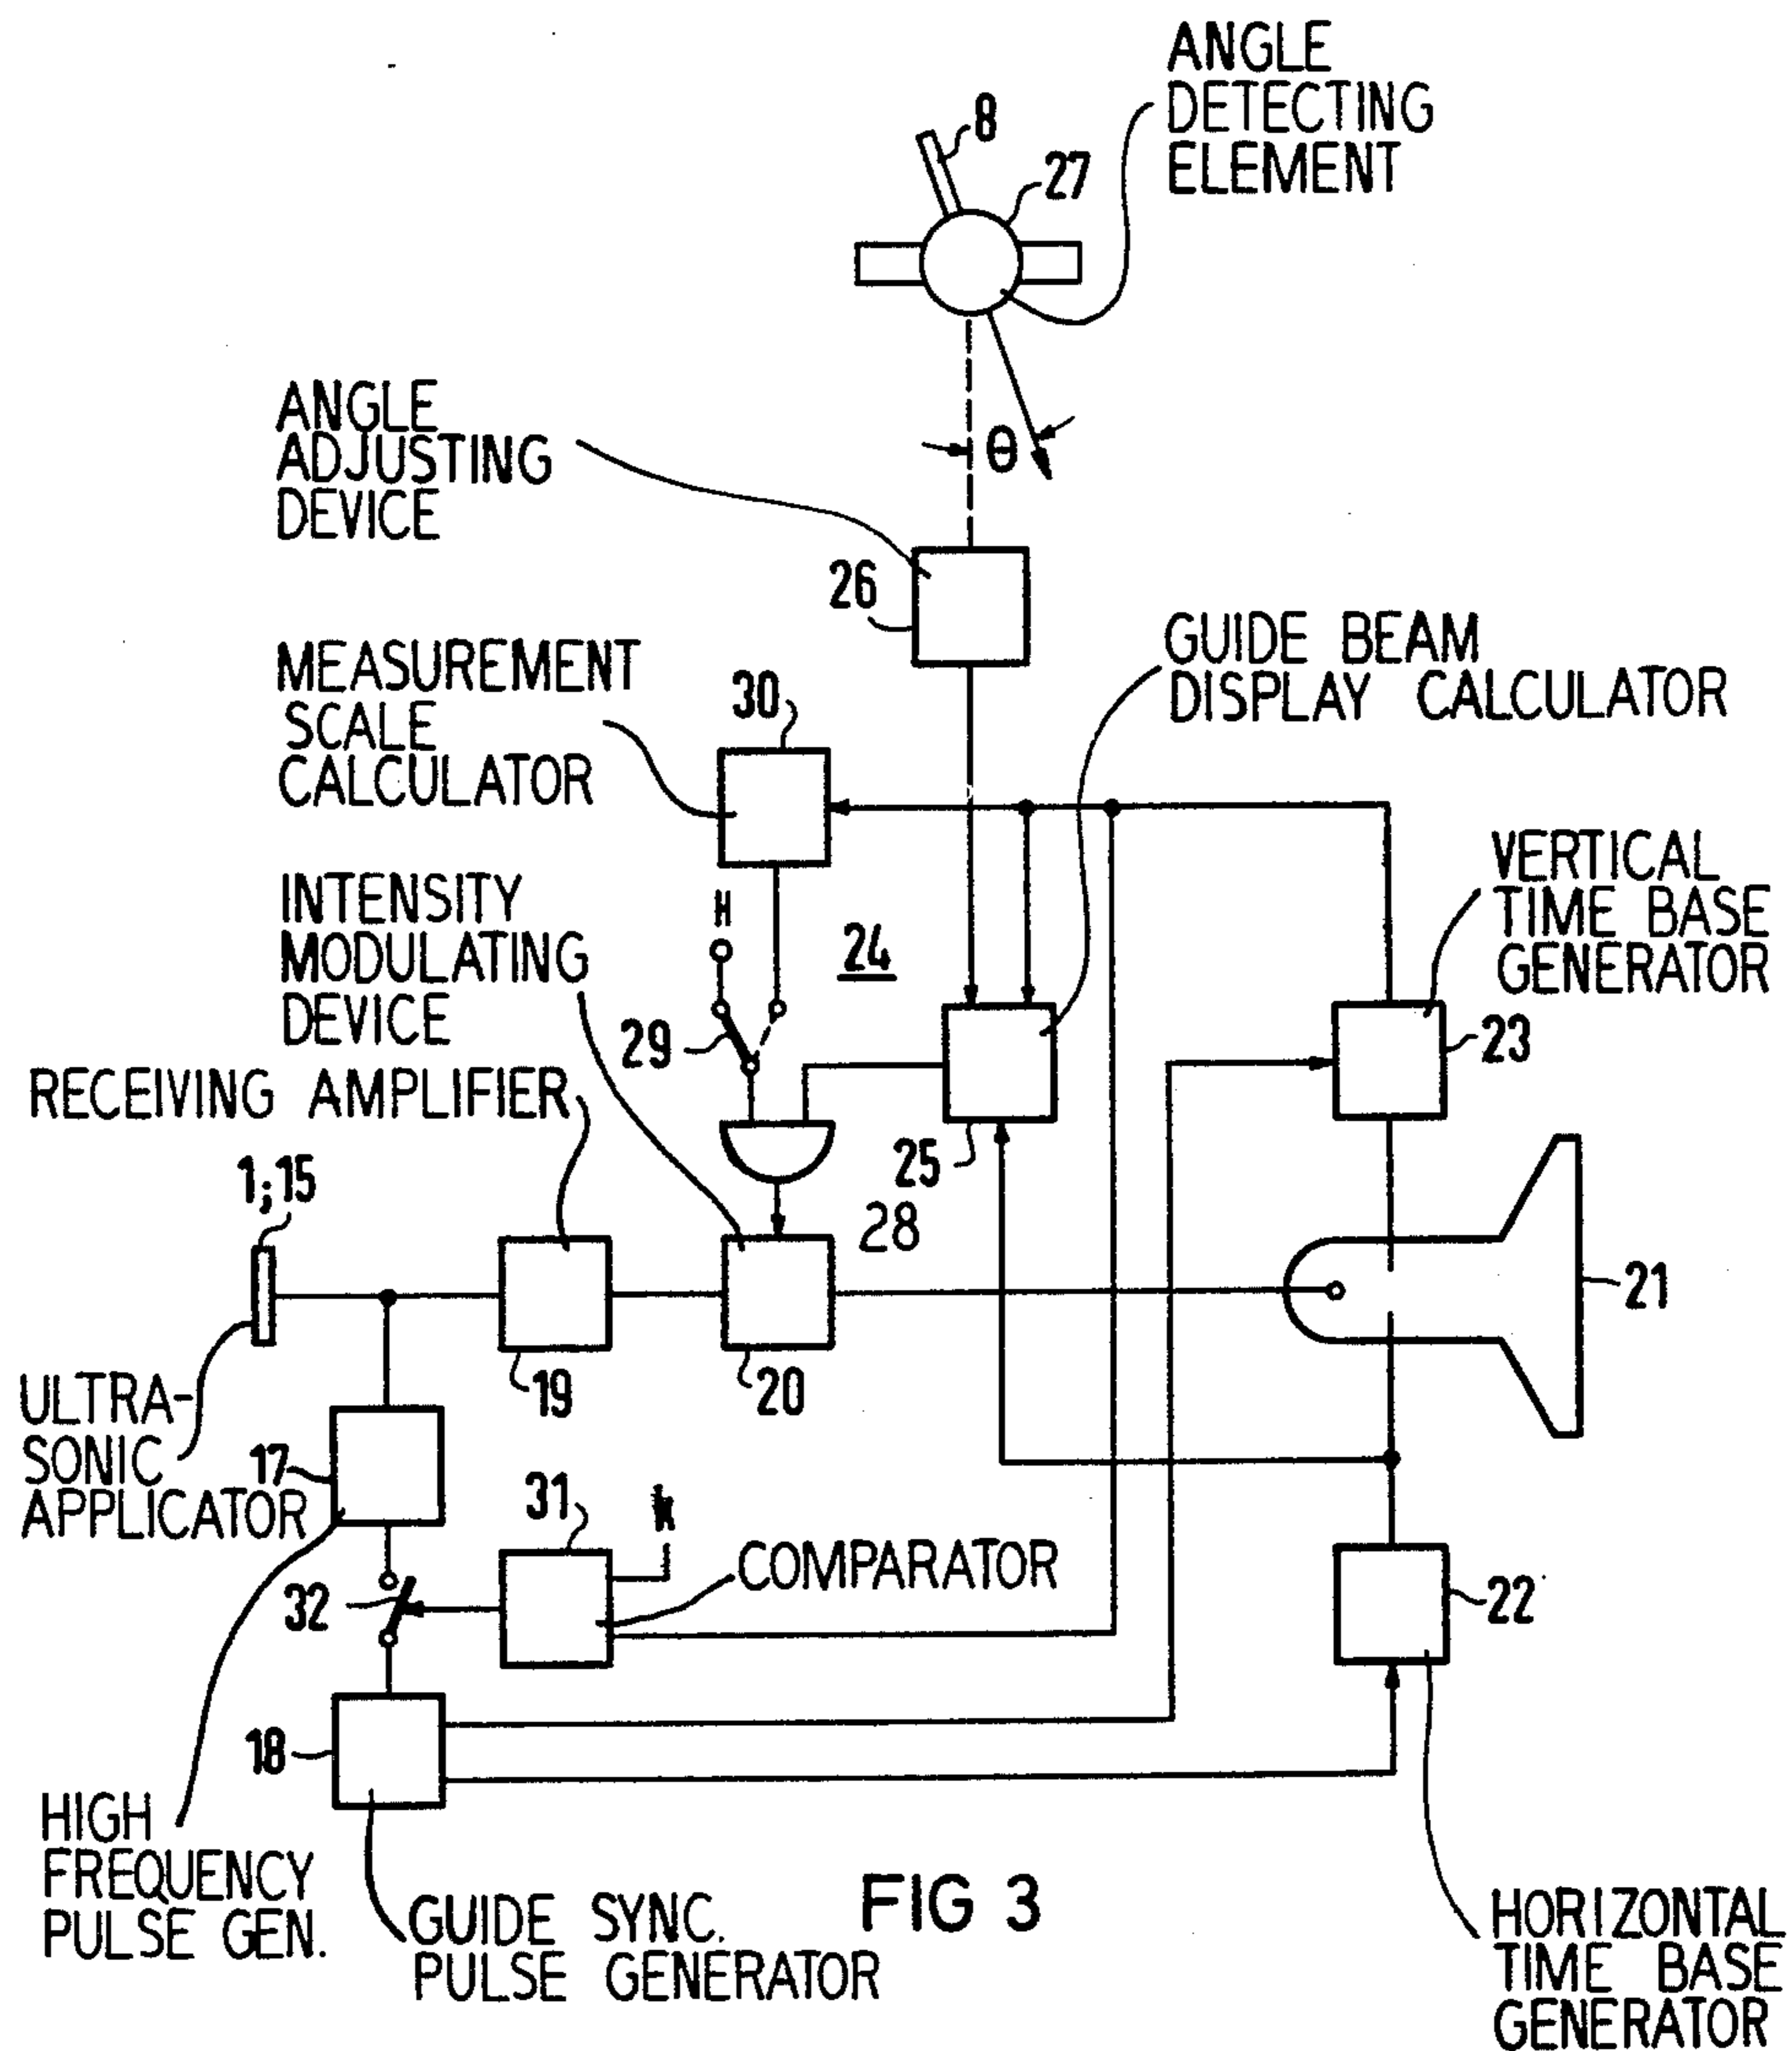 ANGLE
DETECTING
ELEMENT
8
27
ANGLE
ADJUSTING
DEVICE
θ
26
GUIDE BEAM
DISPLAY CALCULATOR
MEASUREMENT
SCALE
CALCULATOR
30
VERTICAL
TIME BASE
GENERATOR
INTENSITY
MODULATING
DEVICE
H
24
29
23
RECEIVING AMPLIFIER
25
1;15
28
21
19
20
ULTRA-
SONIC
APPLICATOR
17
31
k
COMPARATOR
32
22
18
HIGH
FREQUENCY
PULSE GEN.
GUIDE SYNC.
PULSE GENERATOR
FIG 3
HORIZONTAL
TIME BASE
GENERATOR